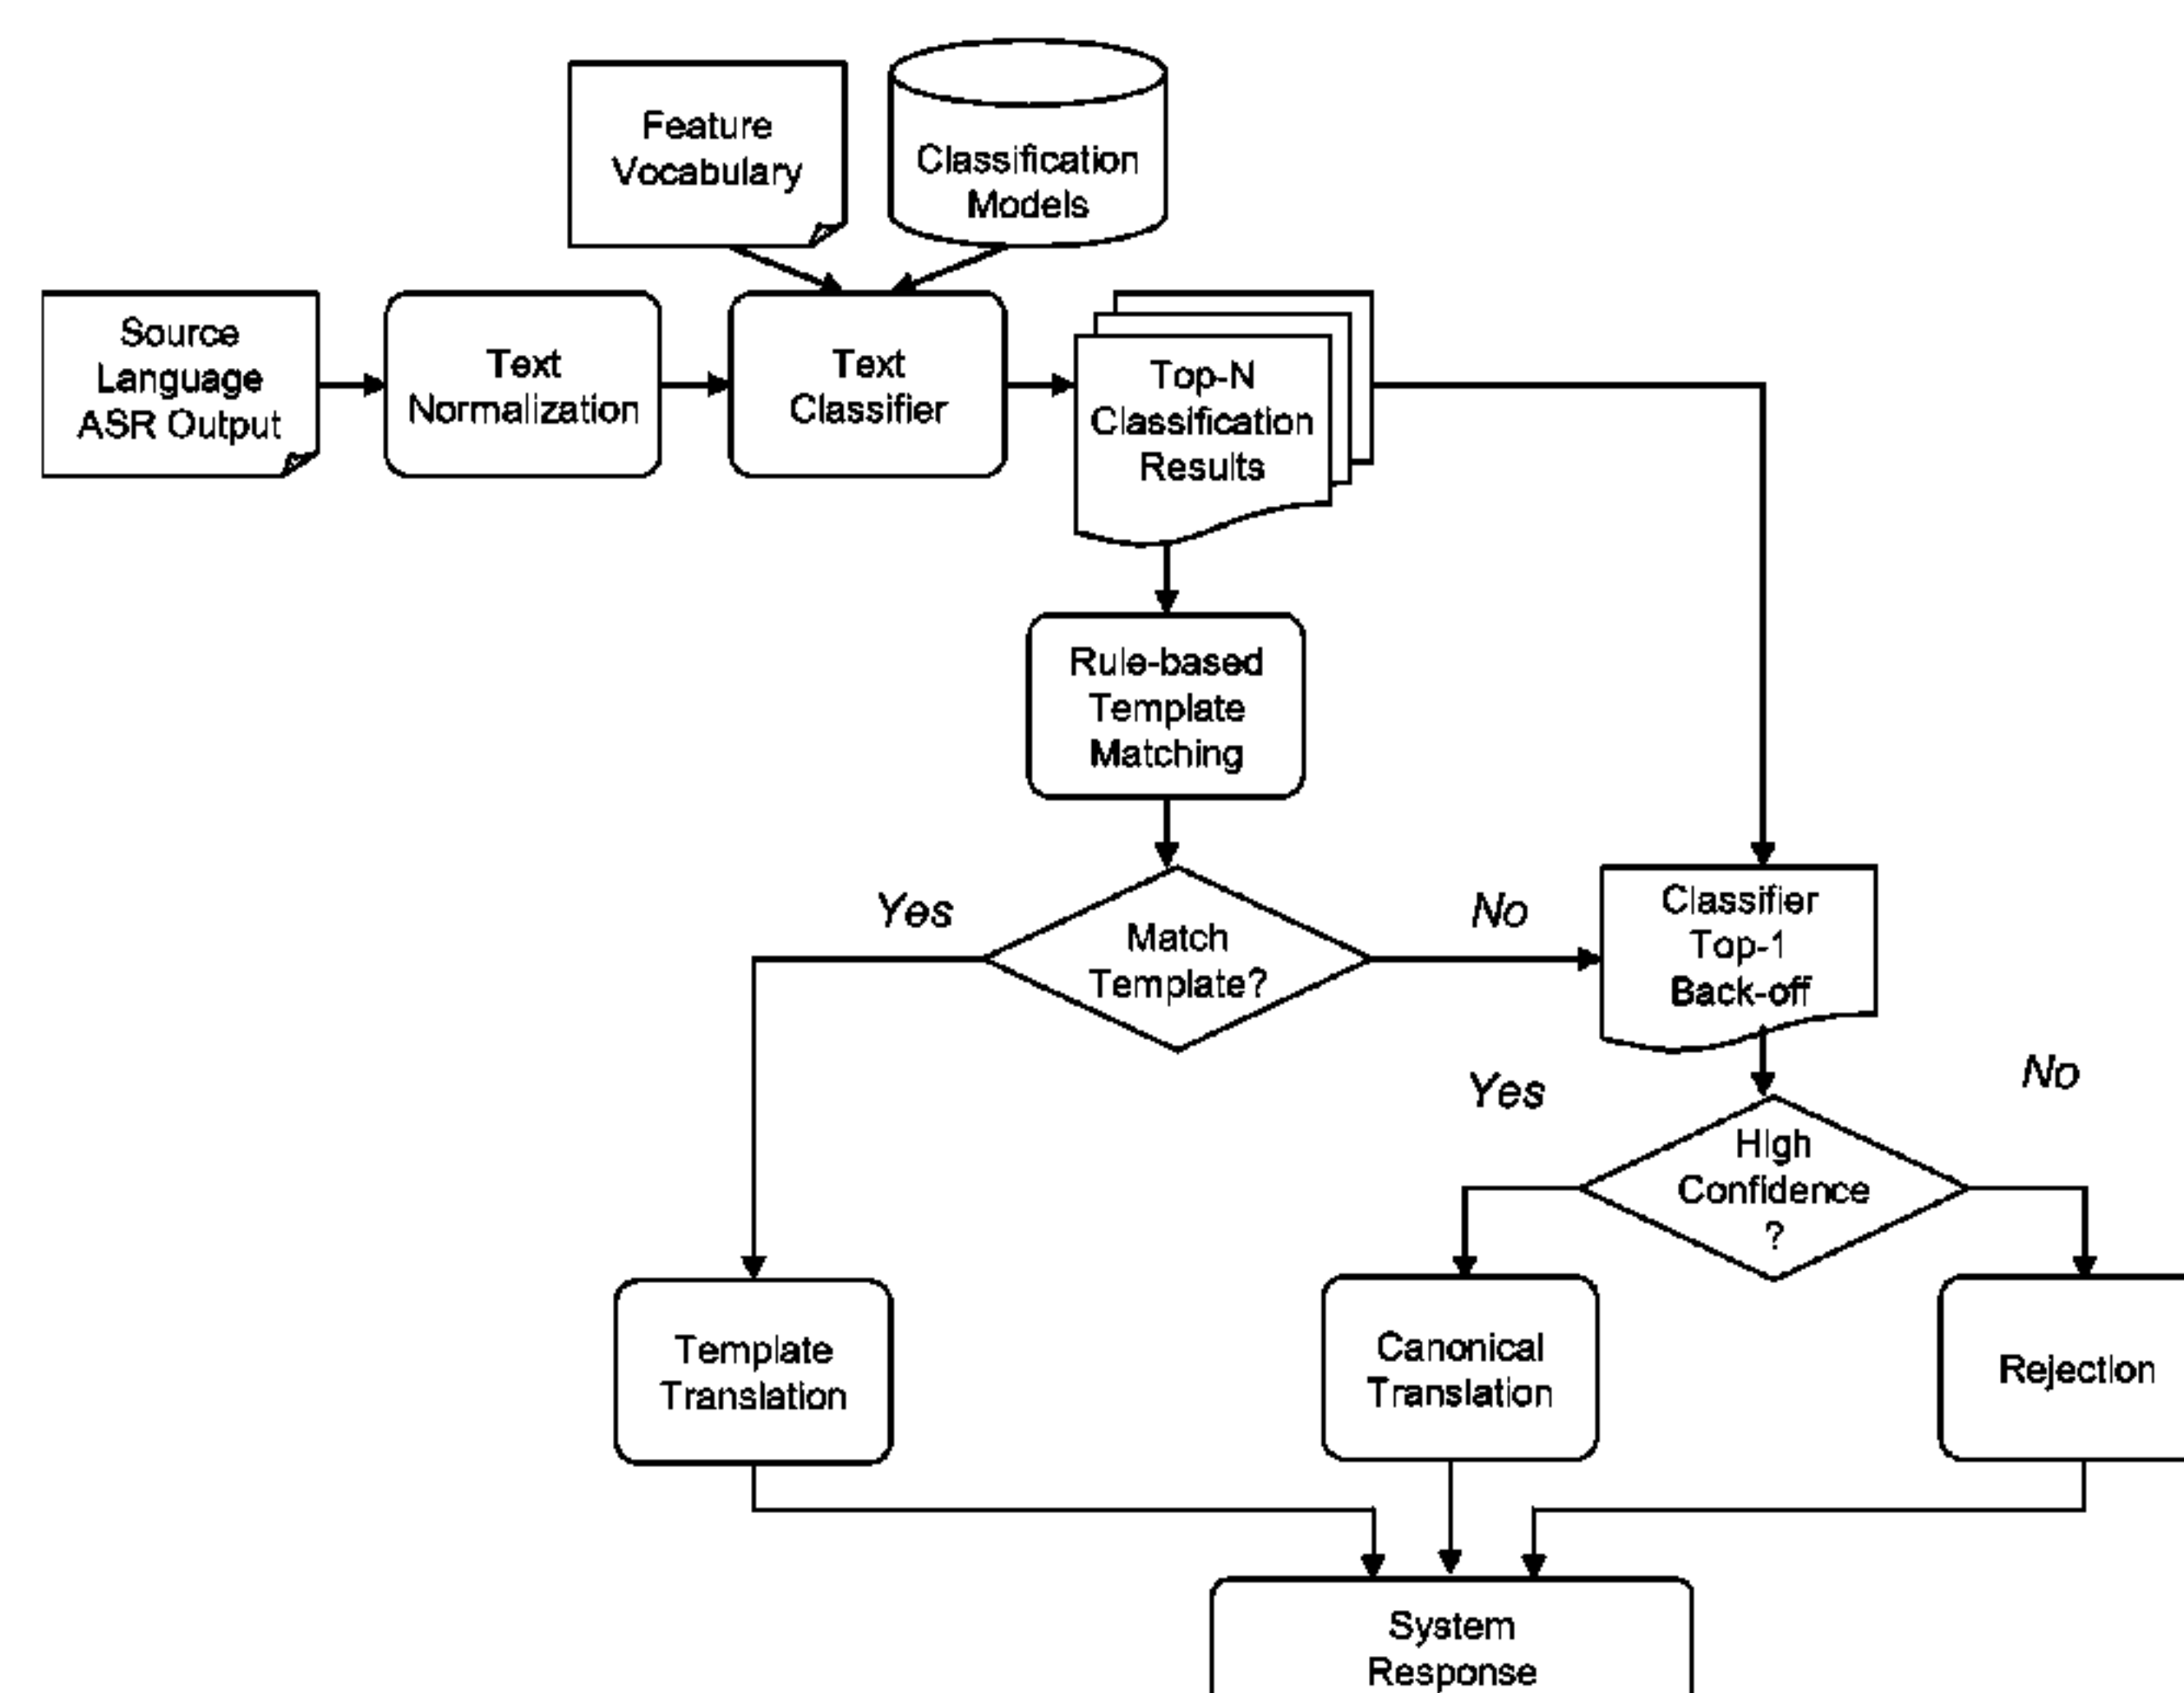 Feature
Vocabulary
Classification
Models
Source
Language
ASR Output
Text
Normalization
Text
Classifier
Top-N
Classification
Results
Rule-based
Template
Matching
Yes
Match
Template?
No
Classifier
Top-1
Back-off
Yes
No
High
Confidence
?
Template
Translation
Canonical
Translation
Rejection
System
Response